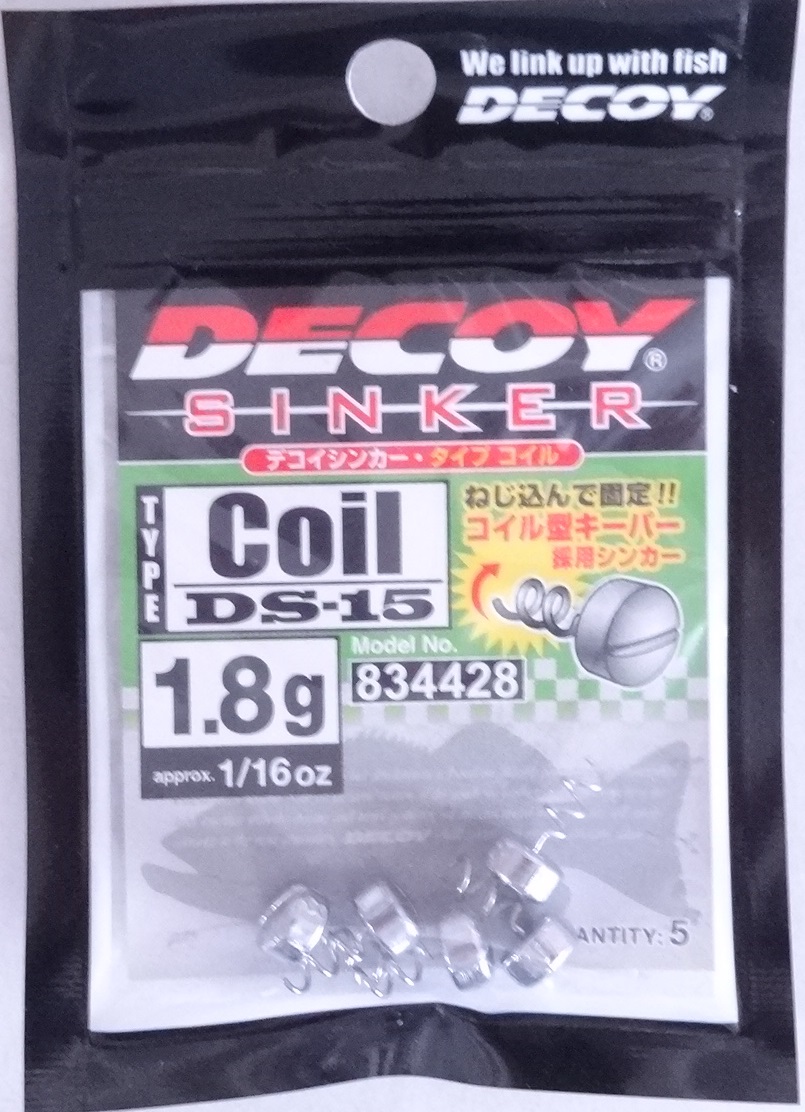 We link up with fish
DECOY®
DECOY®
SINKER
デコイシンカー・タイプ コイル
TYPE
Coil
DS-15
ねじ込んで固定!!
コイル型キーパー
採用シンカー
1.8g
approx. 1/16oz
Model No.
834428
DECOY
ANTITY: 5